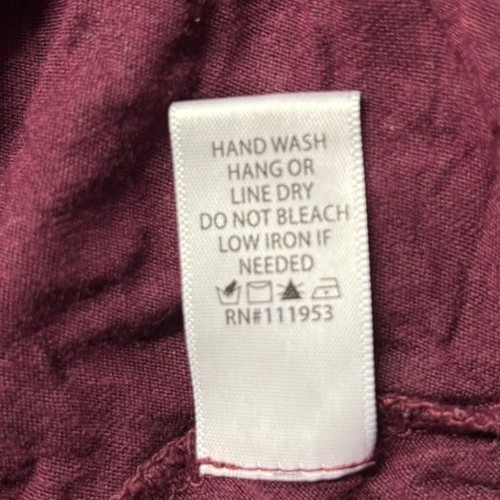 HAND WASH
HANG OR
LINE DRY
DO NOT BLEACH
LOW IRON IF
NEEDED
RN#111953